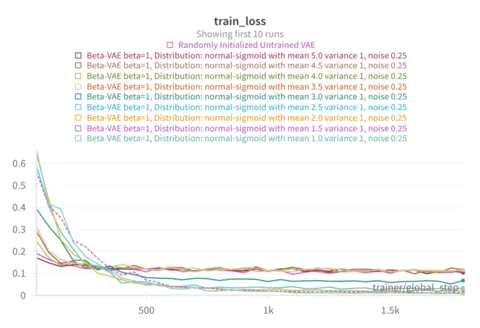 train_loss
Showing first 10 runs
Randomly Initialized Untrained VAE
Beta-VAE beta=1, Distribution: normal-sigmoid with mean 5.0 variance 1, noise 0.25
Beta-VAE beta=1, Distribution: normal-sigmoid with mean 4.5 variance 1, noise 0.25
Beta-VAE beta=1, Distribution: normal-sigmoid with mean 4.0 variance 1, noise 0.25
Beta-VAE beta=1, Distribution: normal-sigmoid with mean 3.5 variance 1, noise 0.25
Beta-VAE beta=1, Distribution: normal-sigmoid with mean 3.0 variance 1, noise 0.25
Beta-VAE beta=1, Distribution: normal-sigmoid with mean 2.5 variance 1, noise 0.25
Beta-VAE beta=1, Distribution: normal-sigmoid with mean 2.0 variance 1, noise 0.25
Beta-VAE beta=1, Distribution: normal-sigmoid with mean 1.5 variance 1, noise 0.25
Beta-VAE beta=1, Distribution: normal-sigmoid with mean 1.0 variance 1, noise 0.25
0.6
0.5
0.4
0.3
0.2
0.1
0
trainer/global_step
500
1k
1.5k